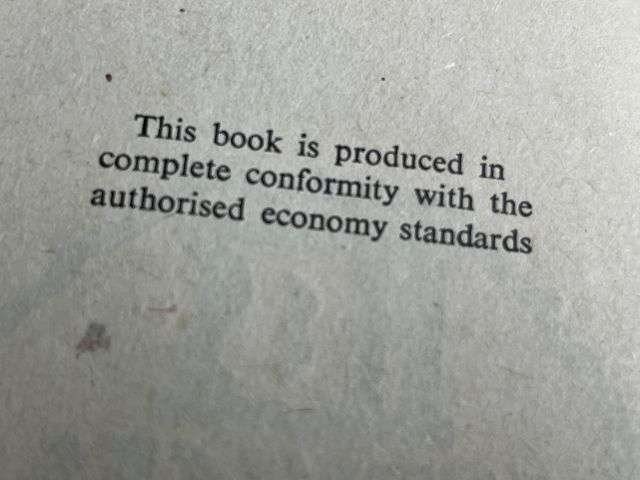 This book is produced in
complete conformity with the
authorised economy standards